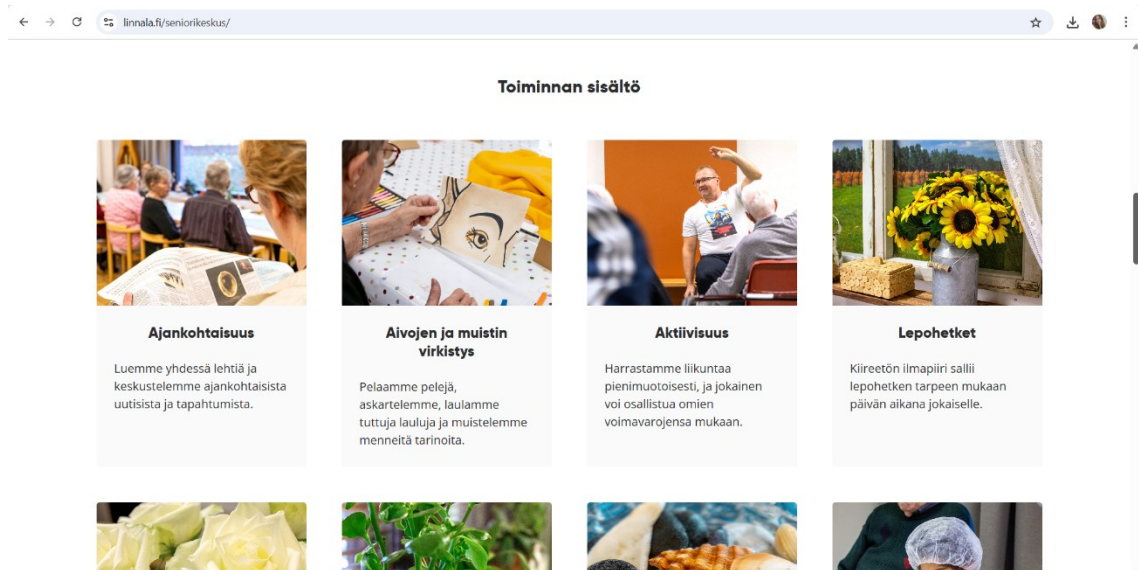 linnala.fi/seniorikeskus/
Toiminnan sisältö
Ajankohtaisuus
Luemme yhdessä lehtiä ja
keskustelemme ajankohtaisista
uutisista ja tapahtumista.
Aivojen ja muistin
virkistys
Pelaamme pelejä,
askartelemme, laulamme
tuttuja lauluja ja muistelemme
menneitä tarinoita.
Aktiivisuus
Harrastamme liikuntaa
pienimuotoisesti, ja jokainen
voi osallistua omien
voimavarojensa mukaan.
Lepohetket
Kiireetön ilmapiiri sallii
lepohetken tarpeen mukaan
päivän aikana jokaiselle.